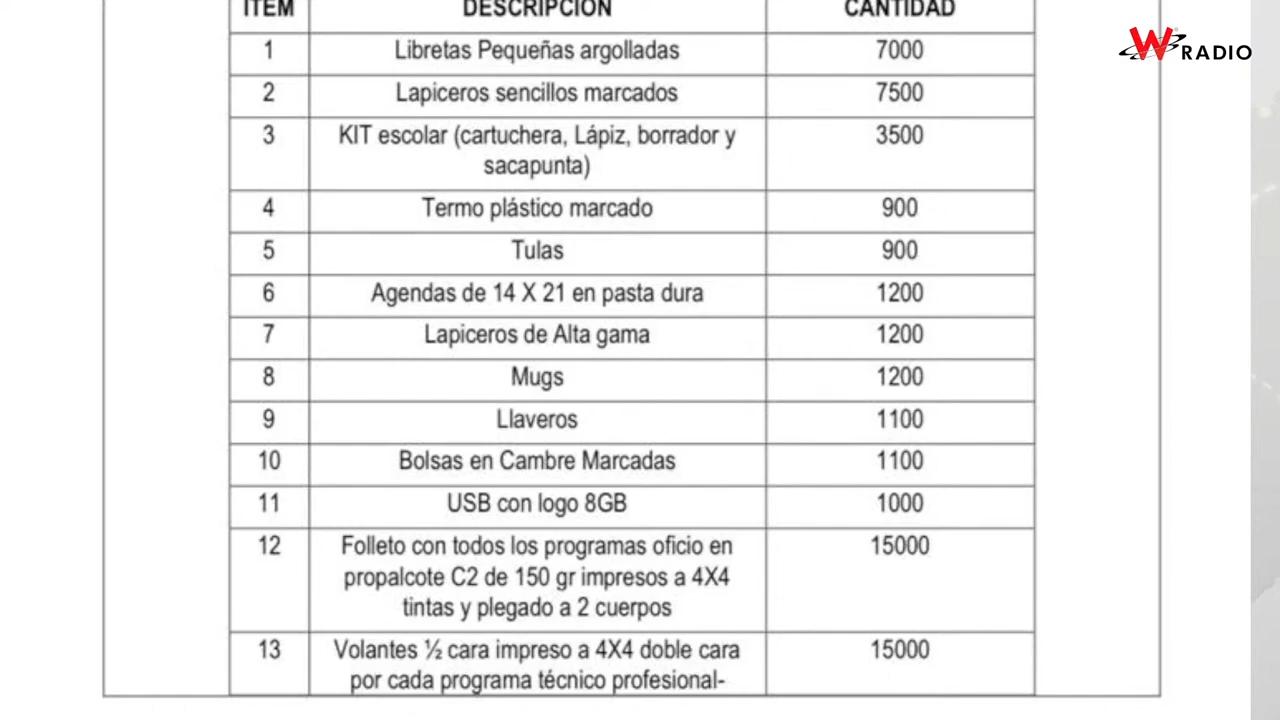 ITEM DESCRIPCIÓN CANTIDAD
W RADIO
1 Libretas Pequeñas argolladas 7000
2 Lapiceros sencillos marcados 7500
3 KIT escolar (cartuchera, Lápiz, borrador y 3500
sacapunta)
4 Termo plástico marcado 900
5 Tulas 900
6 Agendas de 14 X 21 en pasta dura 1200
7 Lapiceros de Alta gama 1200
8 Mugs 1200
9 Llaveros 1100
10 Bolsas en Cambre Marcadas 1100
11 USB con logo 8GB 1000
12 Folleto con todos los programas oficio en 15000
propalcote C2 de 150 gr impresos a 4X4
tintas y plegado a 2 cuerpos
13 Volantes ½ cara impreso a 4X4 doble cara 15000
por cada programa técnico profesional-